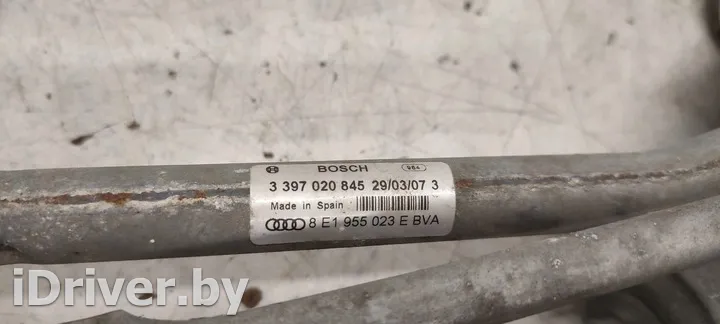 BOSCH 984
3 397 020 845 29/03/07 3
Made in Spain
8 E1 955 023 E BVA
iDriver.by